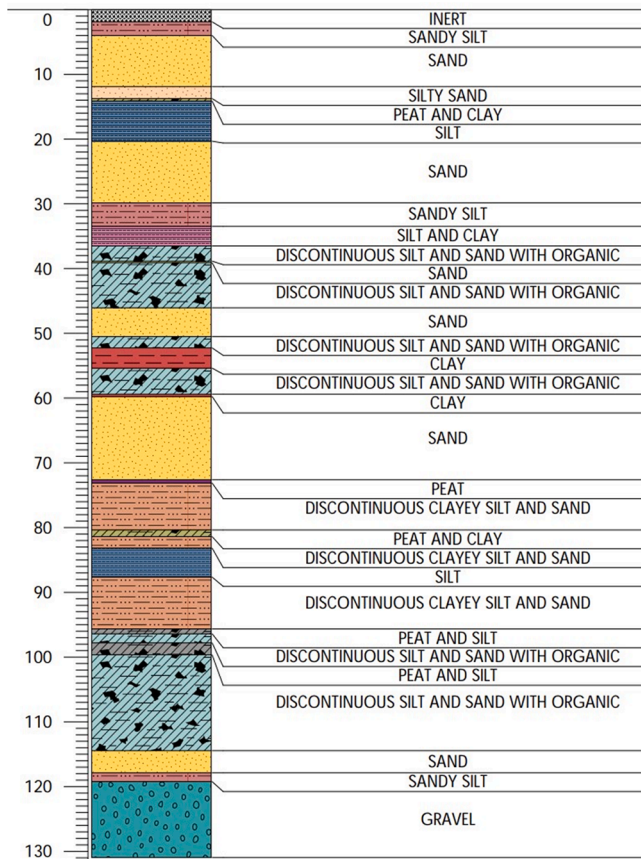 0
INERT
SANDY SILT
SAND
10
SILTY SAND
PEAT AND CLAY
SILT
20
SAND
30
SANDY SILT
SILT AND CLAY
DISCONTINUOUS SILT AND SAND WITH ORGANIC
40
SAND
DISCONTINUOUS SILT AND SAND WITH ORGANIC
SAND
50
DISCONTINUOUS SILT AND SAND WITH ORGANIC
CLAY
DISCONTINUOUS SILT AND SAND WITH ORGANIC
60
CLAY
SAND
70
PEAT
DISCONTINUOUS CLAYEY SILT AND SAND
80
PEAT AND CLAY
DISCONTINUOUS CLAYEY SILT AND SAND
SILT
90
DISCONTINUOUS CLAYEY SILT AND SAND
PEAT AND SILT
100
DISCONTINUOUS SILT AND SAND WITH ORGANIC
PEAT AND SILT
DISCONTINUOUS SILT AND SAND WITH ORGANIC
110
SAND
120
SANDY SILT
GRAVEL
130